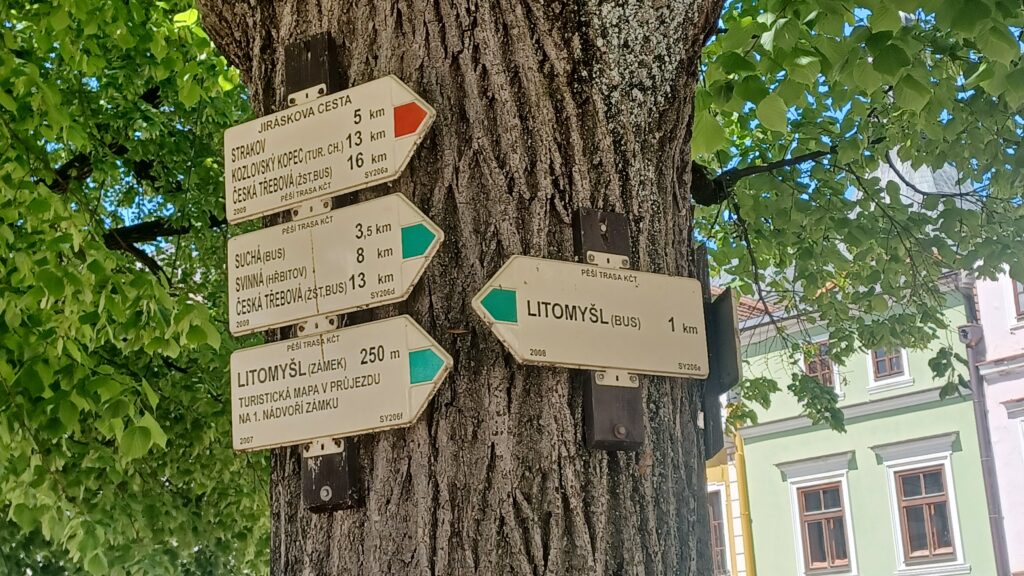 JIRÁSKOVA CESTA
STRAKOV 5 km
KOZLOVSKÝ KOPEC (TUR. CH.) 13 km
ČESKÁ TŘEBOVÁ (ŽST,BUS) 16 km
2009 PĚŠÍ TRASA KČT SY206a
PĚŠÍ TRASA KČT
SUCHÁ (BUS) 3,5 km
SVINNÁ (HŘBITOV) 8 km
ČESKÁ TŘEBOVÁ (ŽST,BUS) 13 km
2009 SY206d
PĚŠÍ TRASA KČT
LITOMYŠL (ZÁMEK) 250 m
TURISTICKÁ MAPA V PRŮJEZDU
NA 1. NÁDVOŘÍ ZÁMKU
2007 SY206f
PĚŠÍ TRASA KČT
LITOMYŠL (BUS) 1 km
2008 SY206e